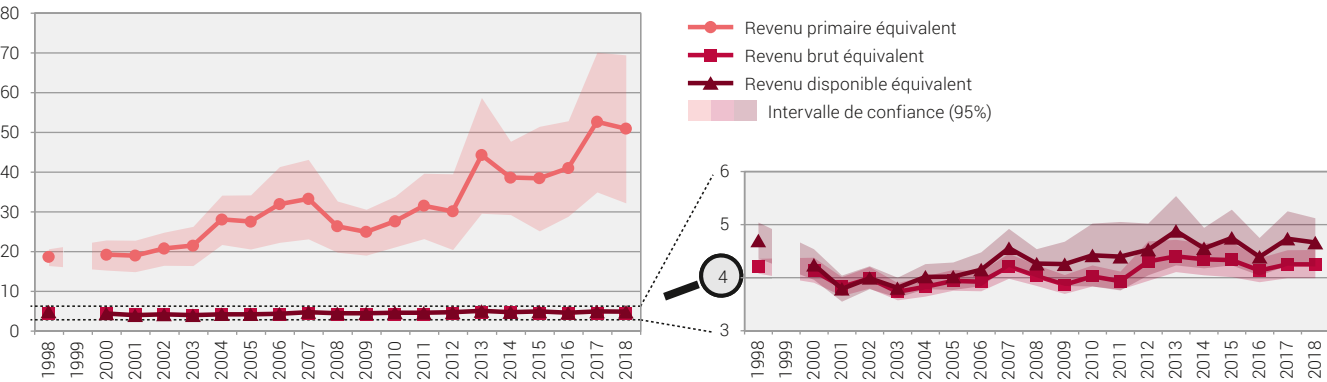 80
70
60
50
40
30
20
10
0
1998 1999 2000 2001 2002 2003 2004 2005 2006 2007 2008 2009 2010 2011 2012 2013 2014 2015 2016 2017 2018
Revenu primaire équivalent
Revenu brut équivalent
Revenu disponible équivalent
Intervalle de confiance (95%)
6
5
4
3
1998 1999 2000 2001 2002 2003 2004 2005 2006 2007 2008 2009 2010 2011 2012 2013 2014 2015 2016 2017 2018